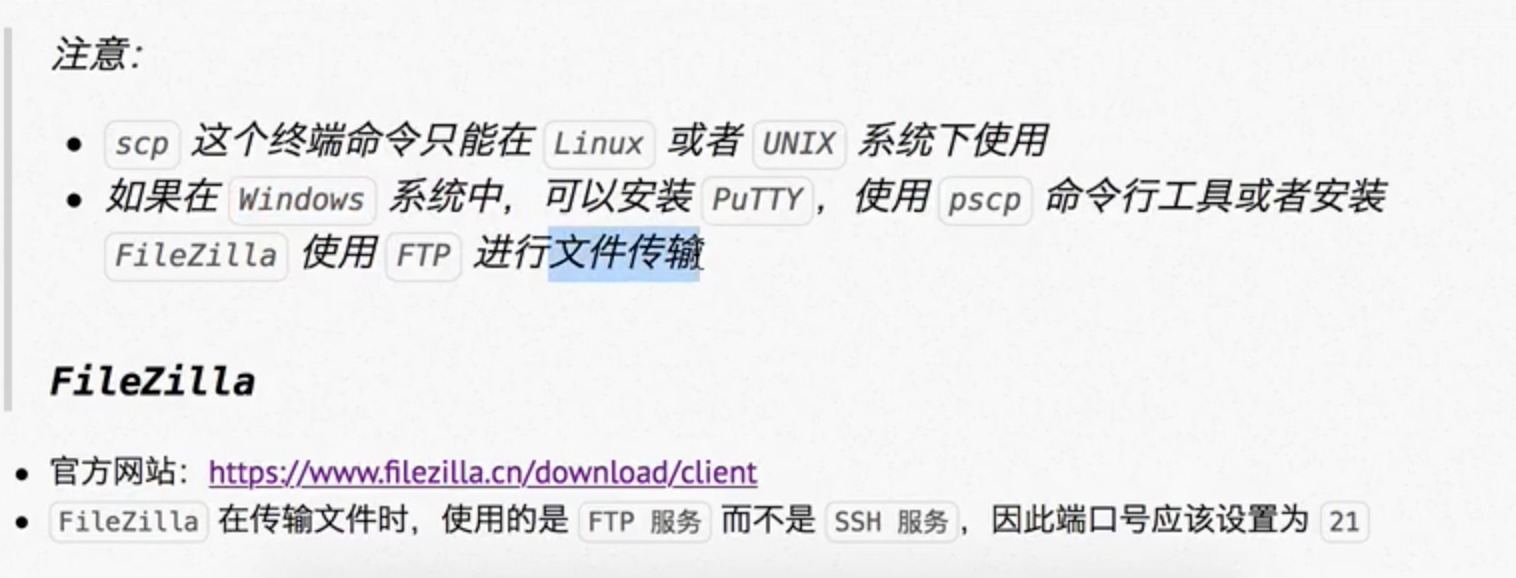 注意：
scp 这个终端命令只能在 Linux 或者 UNIX 系统下使用
如果在 Windows 系统中，可以安装 PuTTY，使用 pscp 命令行工具或者安装
FileZilla 使用 FTP 进行文件传输
FileZilla
官方网站：https://www.filezilla.cn/download/client
FileZilla 在传输文件时，使用的是 FTP 服务 而不是 SSH 服务，因此端口号应该设置为 21